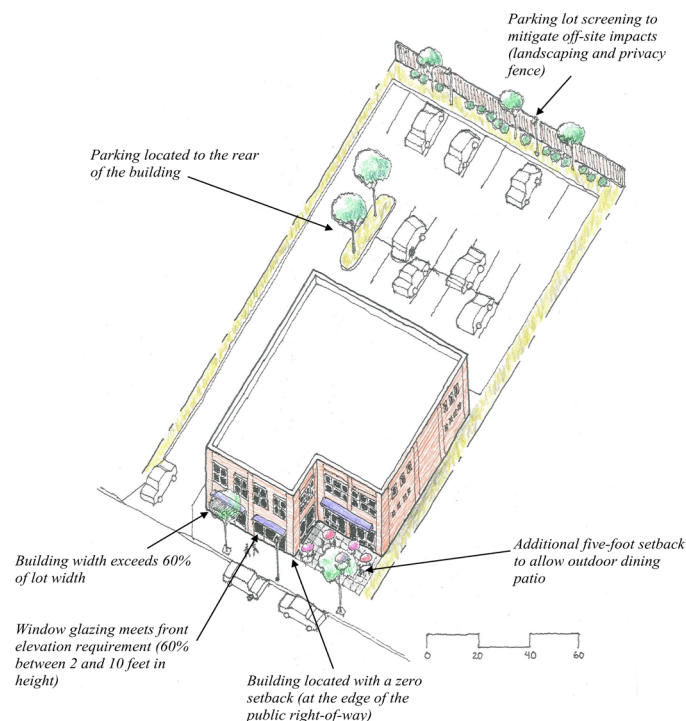 Parking lot screening to
mitigate off-site impacts
(landscaping and privacy
fence)
Parking located to the rear
of the building
Building width exceeds 60%
of lot width
Additional five-foot setback
to allow outdoor dining
patio
Window glazing meets front
elevation requirement (60%
between 2 and 10 feet in
height)
Building located with a zero
setback (at the edge of the
public right-of-way)
0 20 40 60